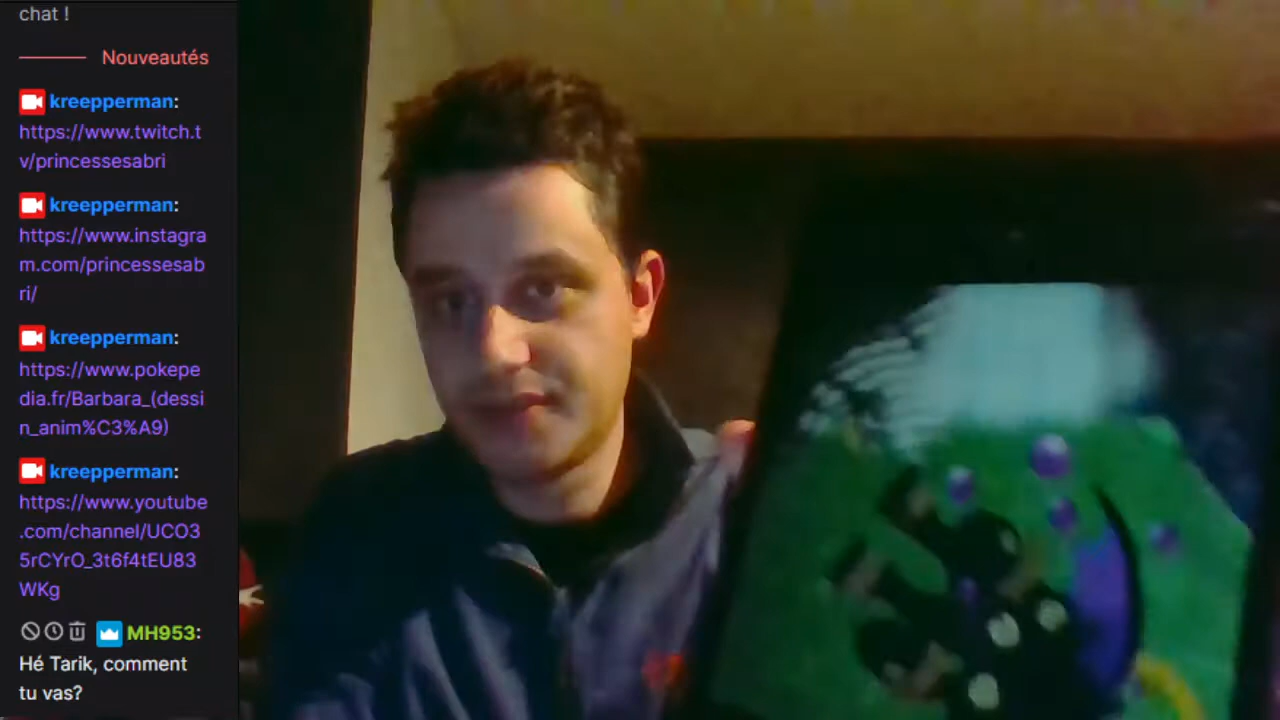 chat !
Nouveautés
kreepperman:
https://www.twitch.t
v/princessesabri
kreepperman:
https://www.instagra
m.com/princessesab
ri/
kreepperman:
https://www.pokepe
dia.fr/Barbara_(dessi
n_anim%C3%A9)
kreepperman:
https://www.youtube
.com/channel/UCO3
5rCYrO_3t6f4tEU83
WKg
MH953:
Hé Tarik, comment
tu vas?